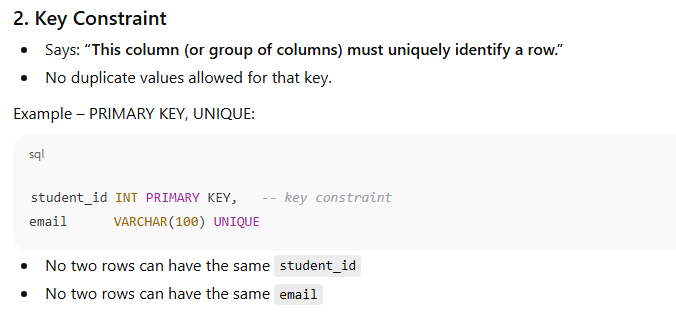 2. Key Constraint
• Says: “This column (or group of columns) must uniquely identify a row.”
• No duplicate values allowed for that key.
Example – PRIMARY KEY, UNIQUE:
sql
student_id INT PRIMARY KEY,   -- key constraint
email      VARCHAR(100) UNIQUE
• No two rows can have the same student_id
• No two rows can have the same email